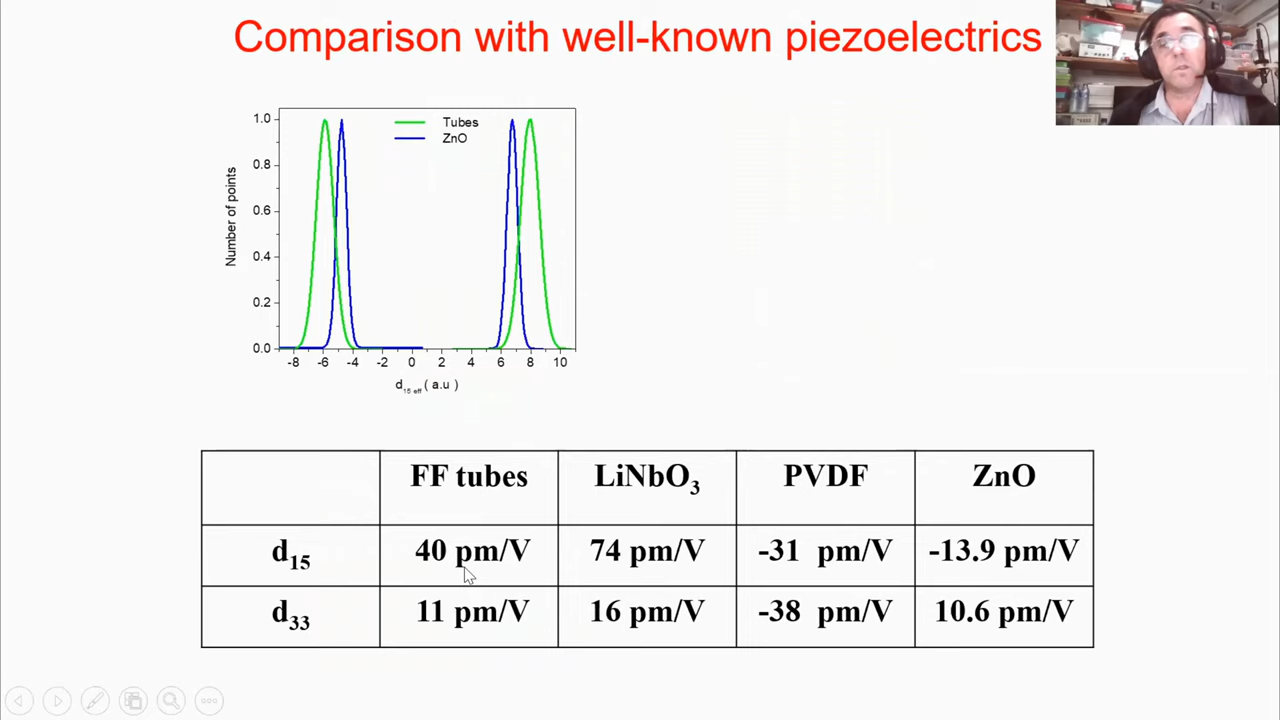 Comparison with well-known piezoelectrics
Tubes
ZnO
Number of points
1.0
0.8
0.6
0.4
0.2
0.0
-8 -6 -4 -2 0 2 4 6 8 10
d15 eff ( a.u )
FF tubes LiNbO3 PVDF ZnO
d15 40 pm/V 74 pm/V -31 pm/V -13.9 pm/V
d33 11 pm/V 16 pm/V -38 pm/V 10.6 pm/V